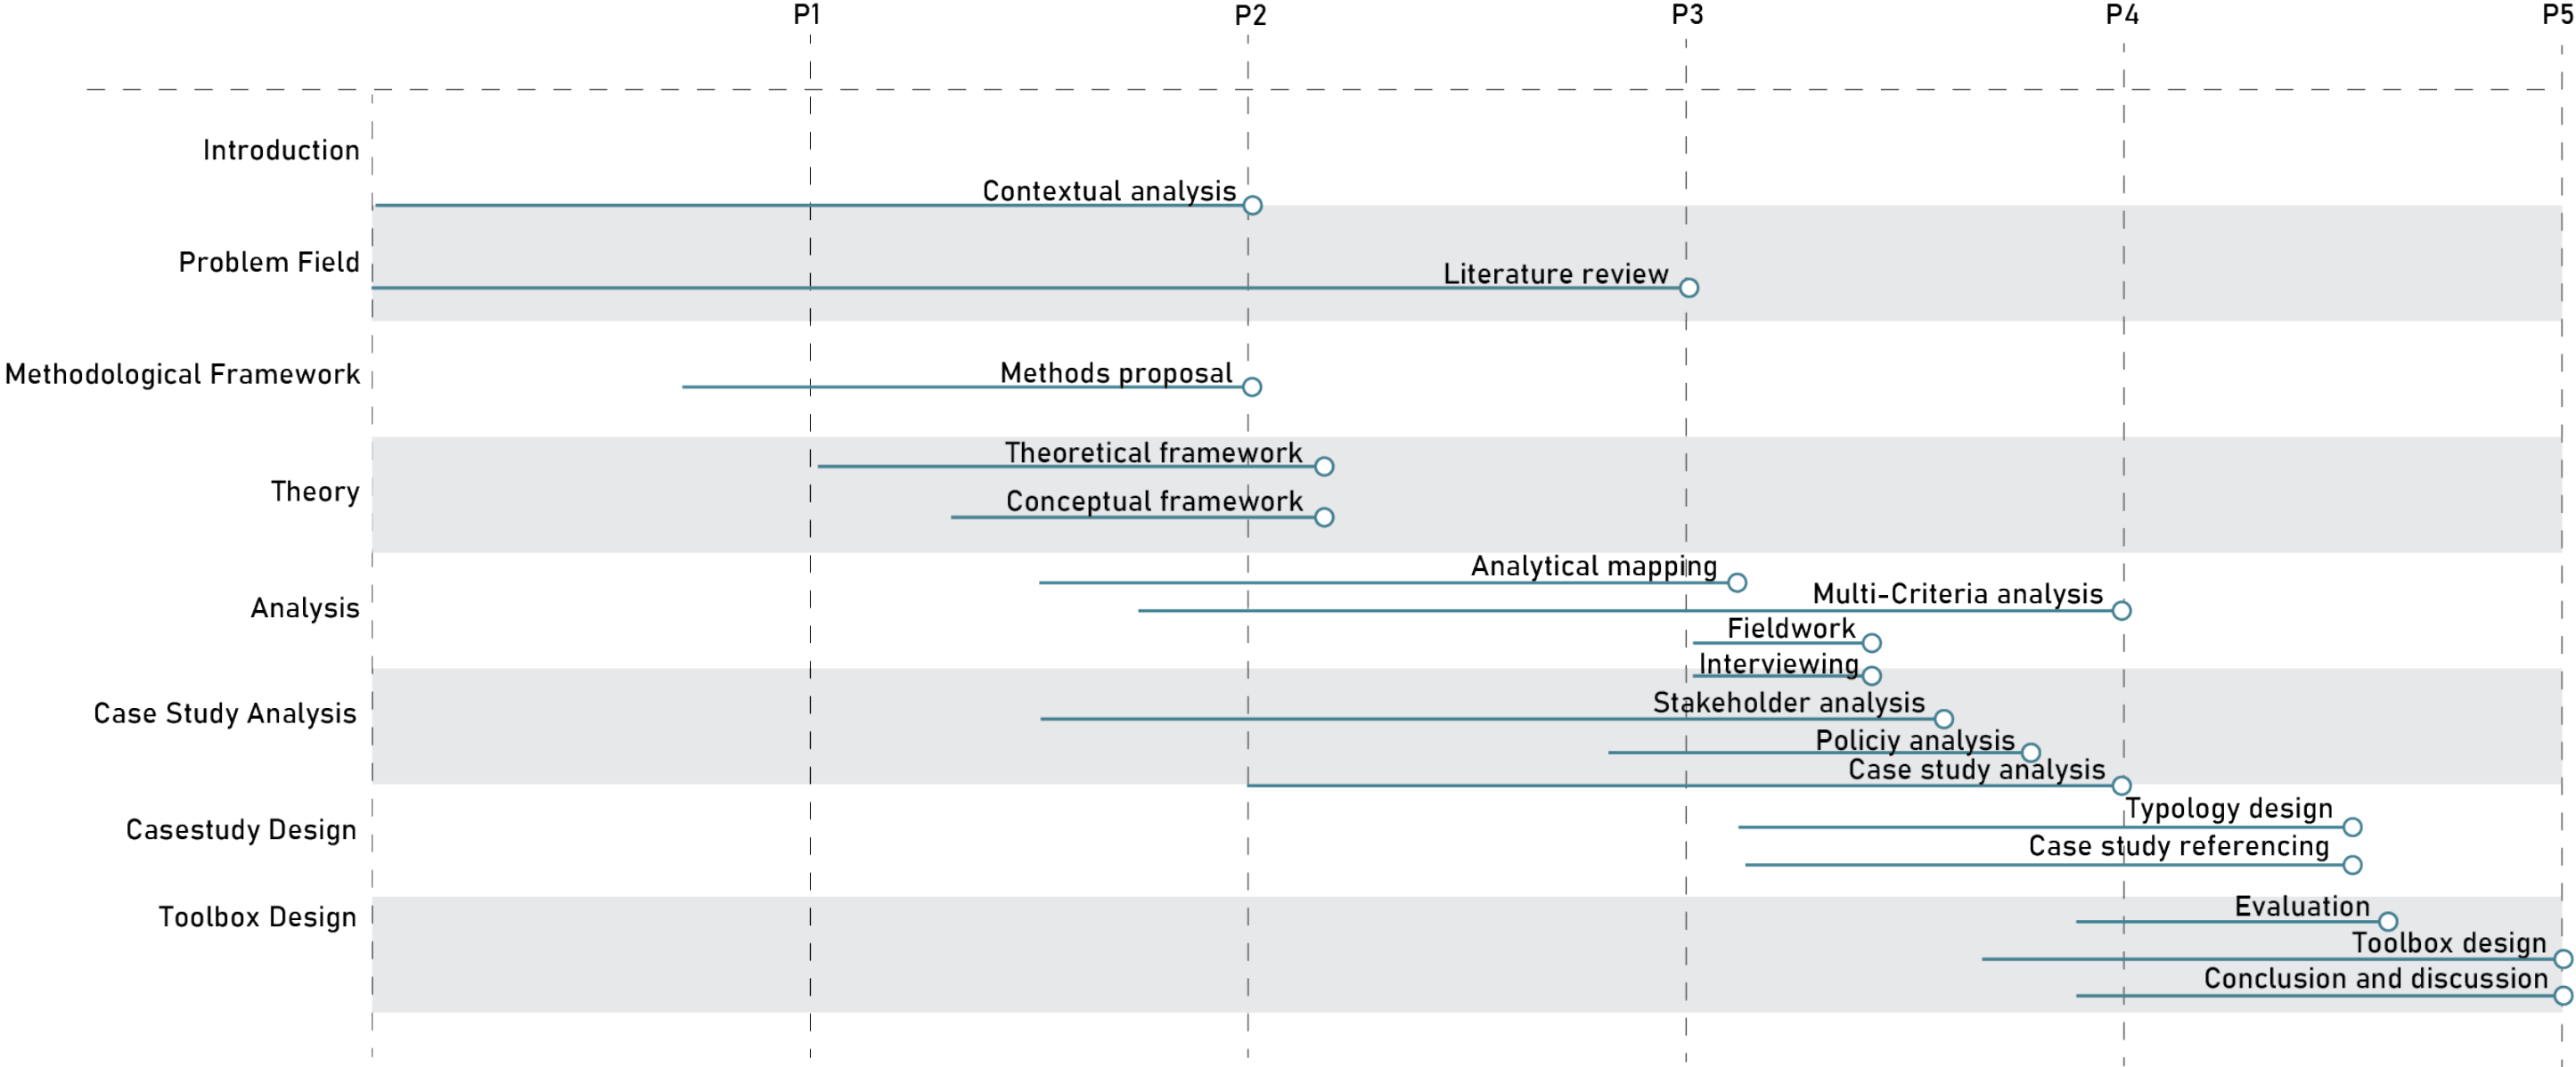 P1 P2 P3 P4 P5
Introduction
Contextual analysis
Problem Field
Literature review
Methodological Framework
Methods proposal
Theoretical framework
Theory
Conceptual framework
Analytical mapping
Multi-Criteria analysis
Analysis
Fieldwork
Interviewing
Stakeholder analysis
Case Study Analysis
Policiy analysis
Case study analysis
Typology design
Casestudy Design
Case study referencing
Evaluation
Toolbox Design
Toolbox design
Conclusion and discussion